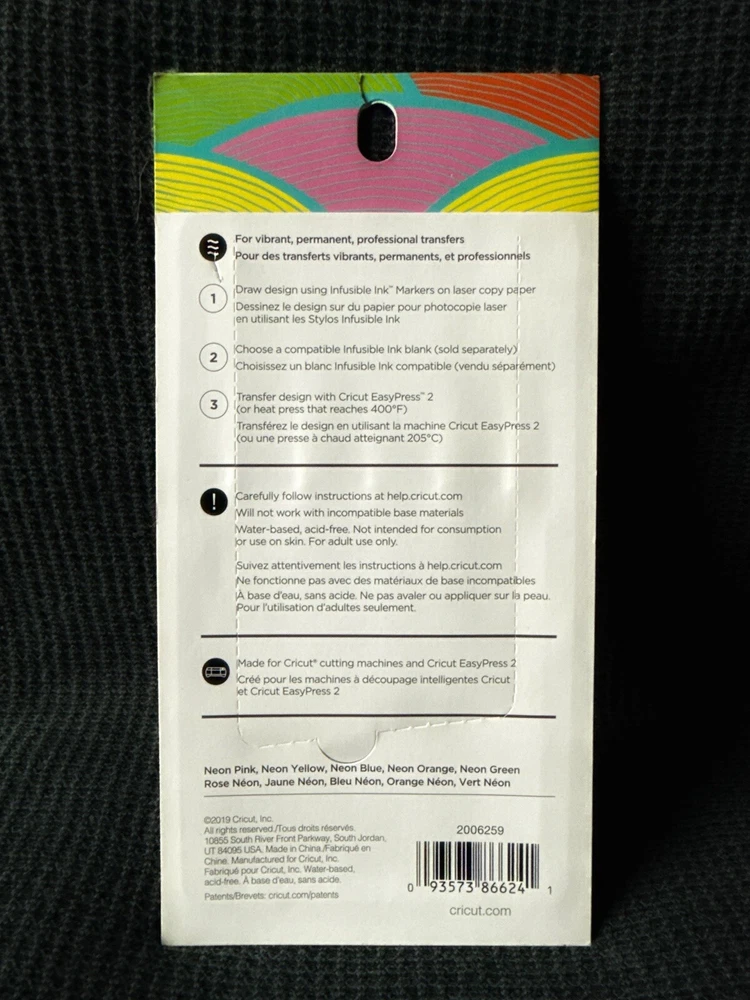 For vibrant, permanent, professional transfers
Pour des transferts vibrants, permanents, et professionnels
1
Draw design using Infusible Ink™ Markers on laser copy paper
Dessinez le design sur du papier pour photocopie laser
en utilisant les Stylos Infusible Ink
2
Choose a compatible Infusible Ink blank (sold separately)
Choisissez un blanc Infusible Ink compatible (vendu séparément)
3
Transfer design with Cricut EasyPress™ 2
(or heat press that reaches 400°F)
Transférez le design en utilisant la machine Cricut EasyPress 2
(ou une presse à chaud atteignant 205°C)
!
Carefully follow instructions at help.cricut.com
Will not work with incompatible base materials
Water-based, acid-free. Not intended for consumption
or use on skin. For adult use only.
Suivez attentivement les instructions à help.cricut.com
Ne fonctionne pas avec des matériaux de base incompatibles
À base d'eau, sans acide. Ne pas avaler ou appliquer sur la peau.
Pour l'utilisation d'adultes seulement.
Made for Cricut® cutting machines and Cricut EasyPress 2
Créé pour les machines à découpage intelligentes Cricut
et Cricut EasyPress 2
Neon Pink, Neon Yellow, Neon Blue, Neon Orange, Neon Green
Rose Néon, Jaune Néon, Bleu Néon, Orange Néon, Vert Néon
©2019 Cricut, Inc.
All rights reserved./Tous droits réservés.
10855 South River Front Parkway, South Jordan,
UT 84095 USA. Made in China./Fabriqué en
Chine. Manufactured for Cricut, Inc.
Fabriqué pour Cricut, Inc. Water-based,
acid-free. À base d'eau, sans acide.
Patents/Brevets: cricut.com/patents
2006259
0 93573 86624 1
cricut.com